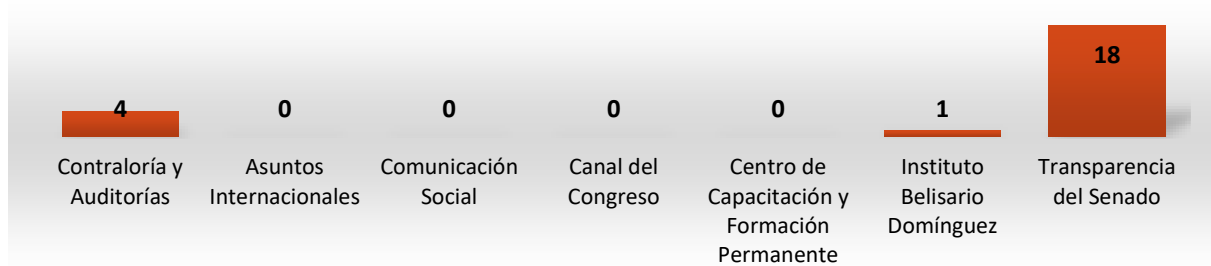 18
4 0 0 0 0 1
Contraloría y Asuntos Comunicación Canal del Centro de Instituto Transparencia
Auditorías Internacionales Social Congreso Capacitación y Belisario del Senado
Formación Domínguez
Permanente